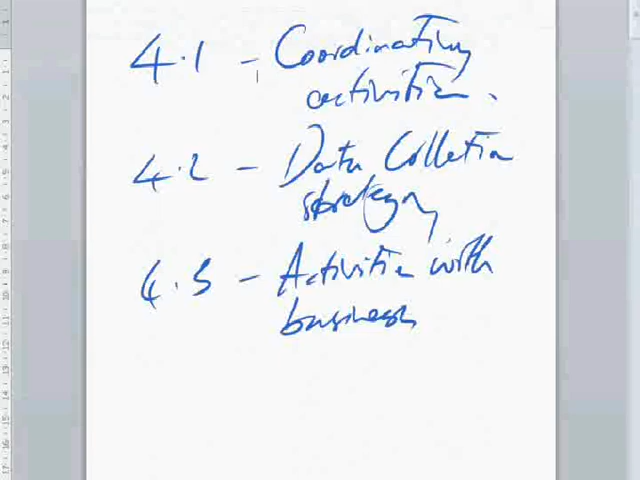 4.1 - Coordinating
activities.
4.2 - Data Collection
strategy
4.3 - Activities with
business